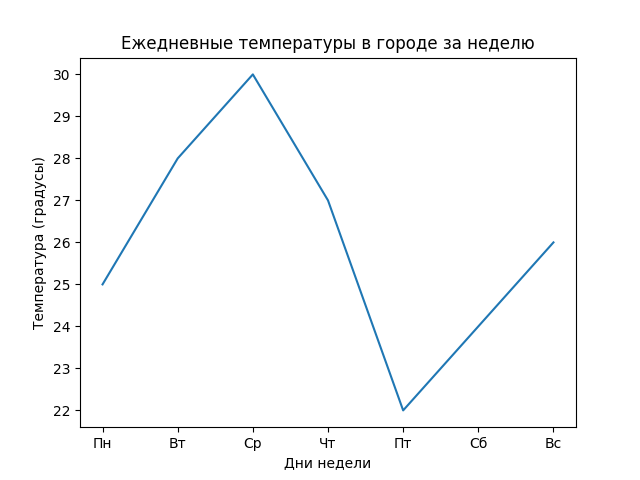 Ежедневные температуры в городе за неделю
Температура (градусы)
30
29
28
27
26
25
24
23
22
Пн Вт Ср Чт Пт Сб Вс
Дни недели